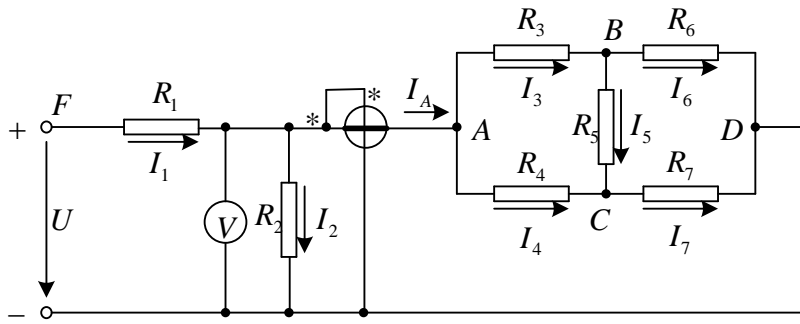 R3 B R6
I3 I6
F R1 * * IA
+ A R5 I5 D
I1 R4 R7
U V R2 I2 C
I4 I7
−